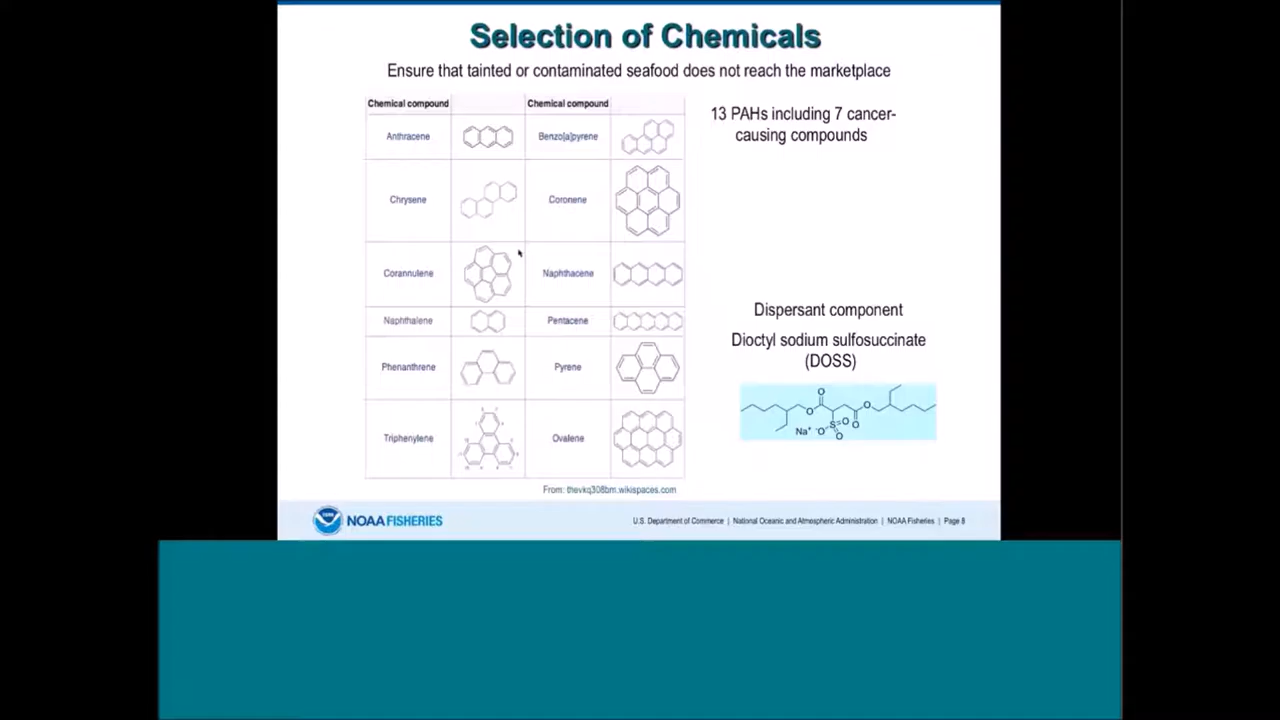 Selection of Chemicals
Ensure that tainted or contaminated seafood does not reach the marketplace
Chemical compound
Chemical compound
Anthracene
Benzo[a]pyrene
Chrysene
Coronene
Corannulene
Naphthacene
Naphthalene
Pentacene
Phenanthrene
Pyrene
Triphenylene
Ovalene
From: thevkq308bm.wikispaces.com
13 PAHs including 7 cancer-
causing compounds
Dispersant component
Dioctyl sodium sulfosuccinate
(DOSS)
O
O
O
O
S
O
Na+ -O
O
NOAA FISHERIES
U.S. Department of Commerce | National Oceanic and Atmospheric Administration | NOAA Fisheries | Page 8